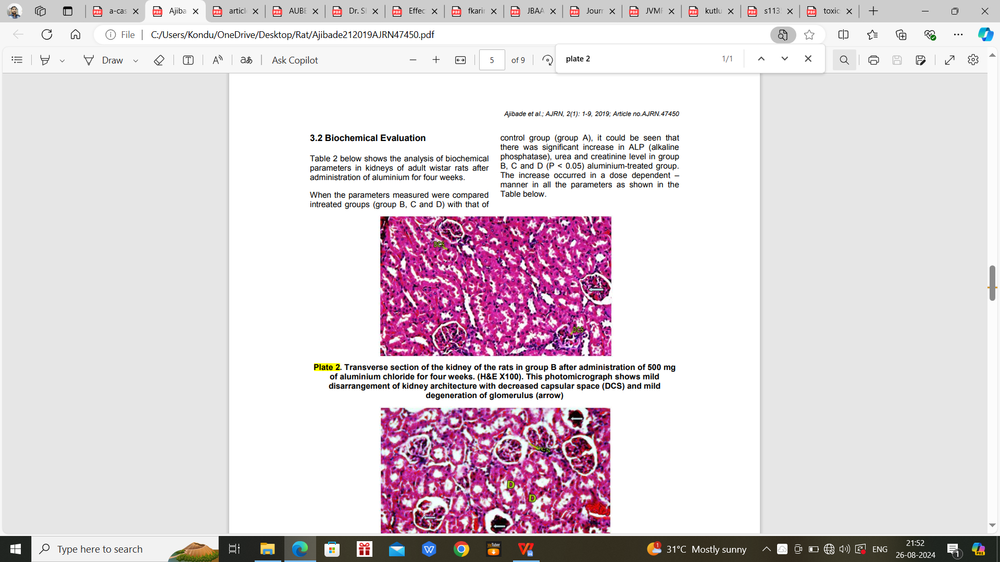 a-cas
Ajiba
article
AUBE
Dr. S
Effec
fkarin
JBAA
Journ
JVMF
kutlu
s113
toxic
File
C:/Users/Kondu/OneDrive/Desktop/Rat/Ajibade212019AJRN47450.pdf
Draw
aあ
Ask Copilot
5 of 9
plate 2
1/1
Ajibade et al.; AJRN, 2(1): 1-9, 2019; Article no.AJRN.47450
3.2 Biochemical Evaluation
Table 2 below shows the analysis of biochemical
parameters in kidneys of adult wistar rats after
administration of aluminium for four weeks.
When the parameters measured were compared
intreated groups (group B, C and D) with that of
control group (group A), it could be seen that
there was significant increase in ALP (alkaline
phosphatase), urea and creatinine level in group
B, C and D (P < 0.05) aluminium-treated group.
The increase occurred in a dose dependent –
manner in all the parameters as shown in the
Table below.
DCS
DCS
Plate 2. Transverse section of the kidney of the rats in group B after administration of 500 mg
of aluminium chloride for four weeks. (H&E X100). This photomicrograph shows mild
disarrangement of kidney architecture with decreased capsular space (DCS) and mild
degeneration of glomerulus (arrow)
DCS
D
D
Type here to search
31°C Mostly sunny
ENG
21:52
26-08-2024
1